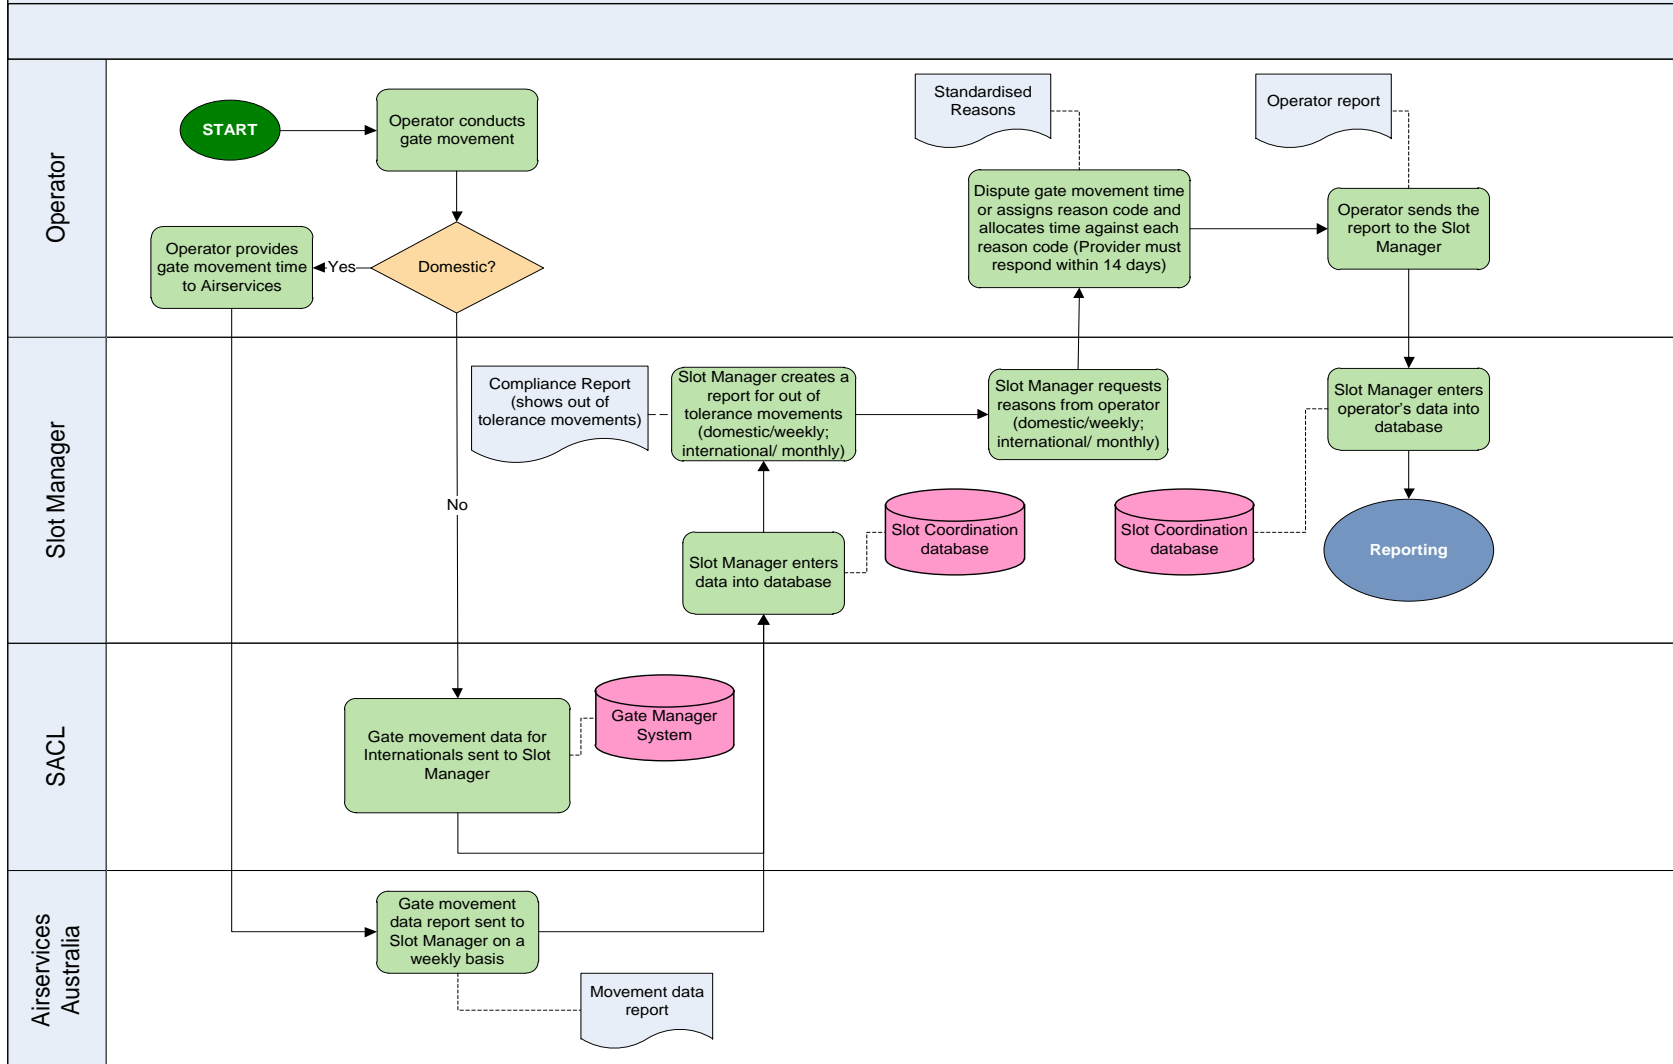 Operator
START
Operator conducts
gate movement
Domestic?
Yes
Operator provides
gate movement time
to Airservices
Standardised
Reasons
Dispute gate movement time
or assigns reason code and
allocates time against each
reason code (Provider must
respond within 14 days)
Operator report
Operator sends the
report to the Slot
Manager
Slot Manager
No
Compliance Report
(shows out of
tolerance movements)
Slot Manager creates a
report for out of
tolerance movements
(domestic/weekly;
international/ monthly)
Slot Manager requests
reasons from operator
(domestic/weekly;
international/ monthly)
Slot Manager enters
operator's data into
database
Slot Manager enters
data into database
Slot Coordination
database
Slot Coordination
database
Reporting
SACL
Gate movement data for
Internationals sent to Slot
Manager
Gate Manager
System
Airservices
Australia
Gate movement
data report sent to
Slot Manager on a
weekly basis
Movement data
report